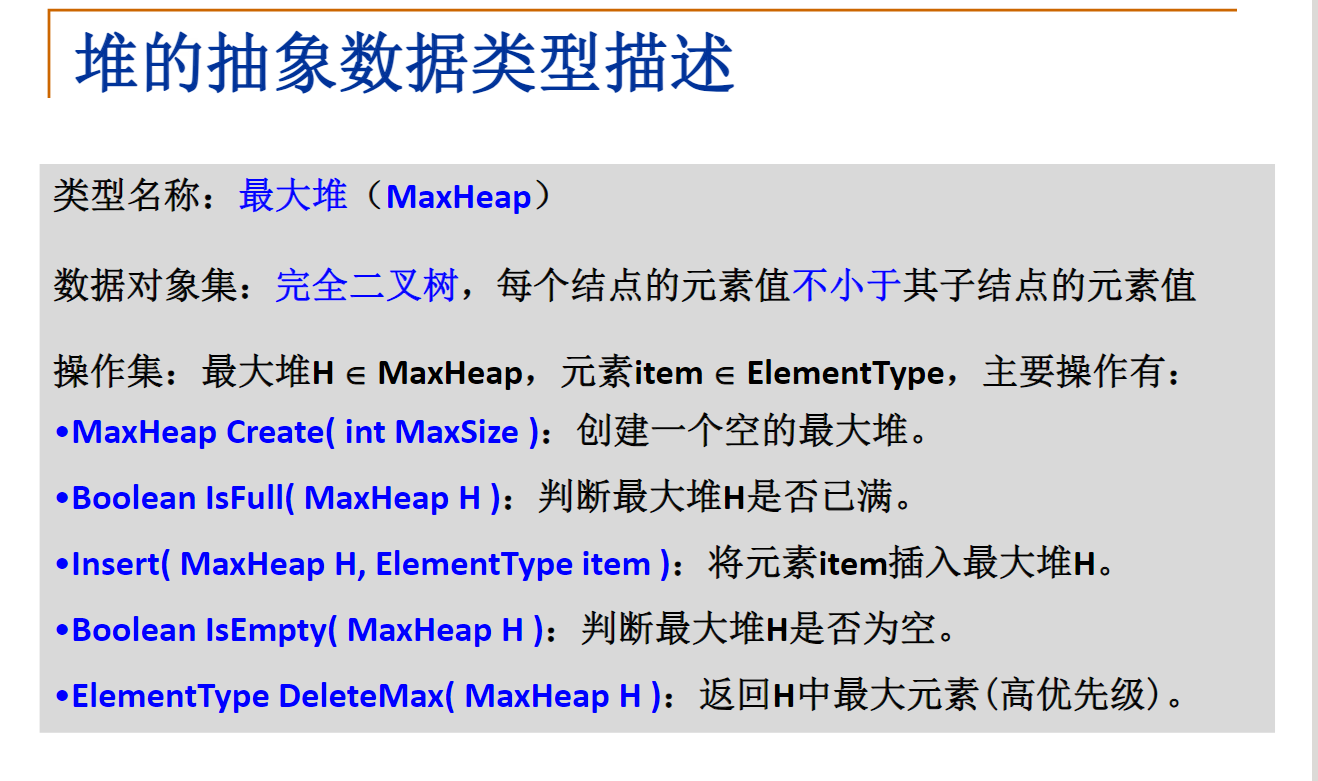 堆的抽象数据类型描述
类型名称：最大堆（MaxHeap）
数据对象集：完全二叉树，每个结点的元素值不小于其子结点的元素值
操作集：最大堆H ∈ MaxHeap，元素item ∈ ElementType，主要操作有：
•MaxHeap Create( int MaxSize )：创建一个空的最大堆。
•Boolean IsFull( MaxHeap H )：判断最大堆H是否已满。
•Insert( MaxHeap H, ElementType item )：将元素item插入最大堆H。
•Boolean IsEmpty( MaxHeap H )：判断最大堆H是否为空。
•ElementType DeleteMax( MaxHeap H )：返回H中最大元素(高优先级)。